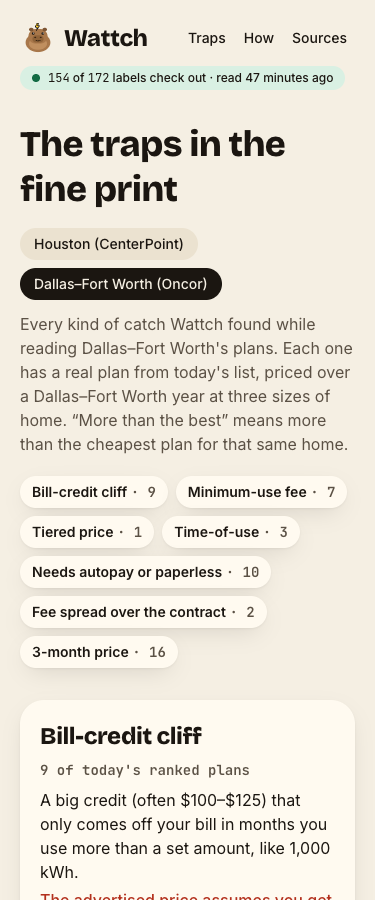 Wattch
Traps How Sources
154 of 172 labels check out · read 47 minutes ago
The traps in the
fine print
Houston (CenterPoint)
Dallas–Fort Worth (Oncor)
Every kind of catch Wattch found while
reading Dallas–Fort Worth's plans. Each one
has a real plan from today's list, priced over
a Dallas–Fort Worth year at three sizes of
home. “More than the best” means more
than the cheapest plan for that same home.
Bill-credit cliff · 9
Minimum-use fee · 7
Tiered price · 1
Time-of-use · 3
Needs autopay or paperless · 10
Fee spread over the contract · 2
3-month price · 16
Bill-credit cliff
9 of today's ranked plans
A big credit (often $100–$125) that
only comes off your bill in months you
use more than a set amount, like 1,000
kWh.
The advertised price assumes you get